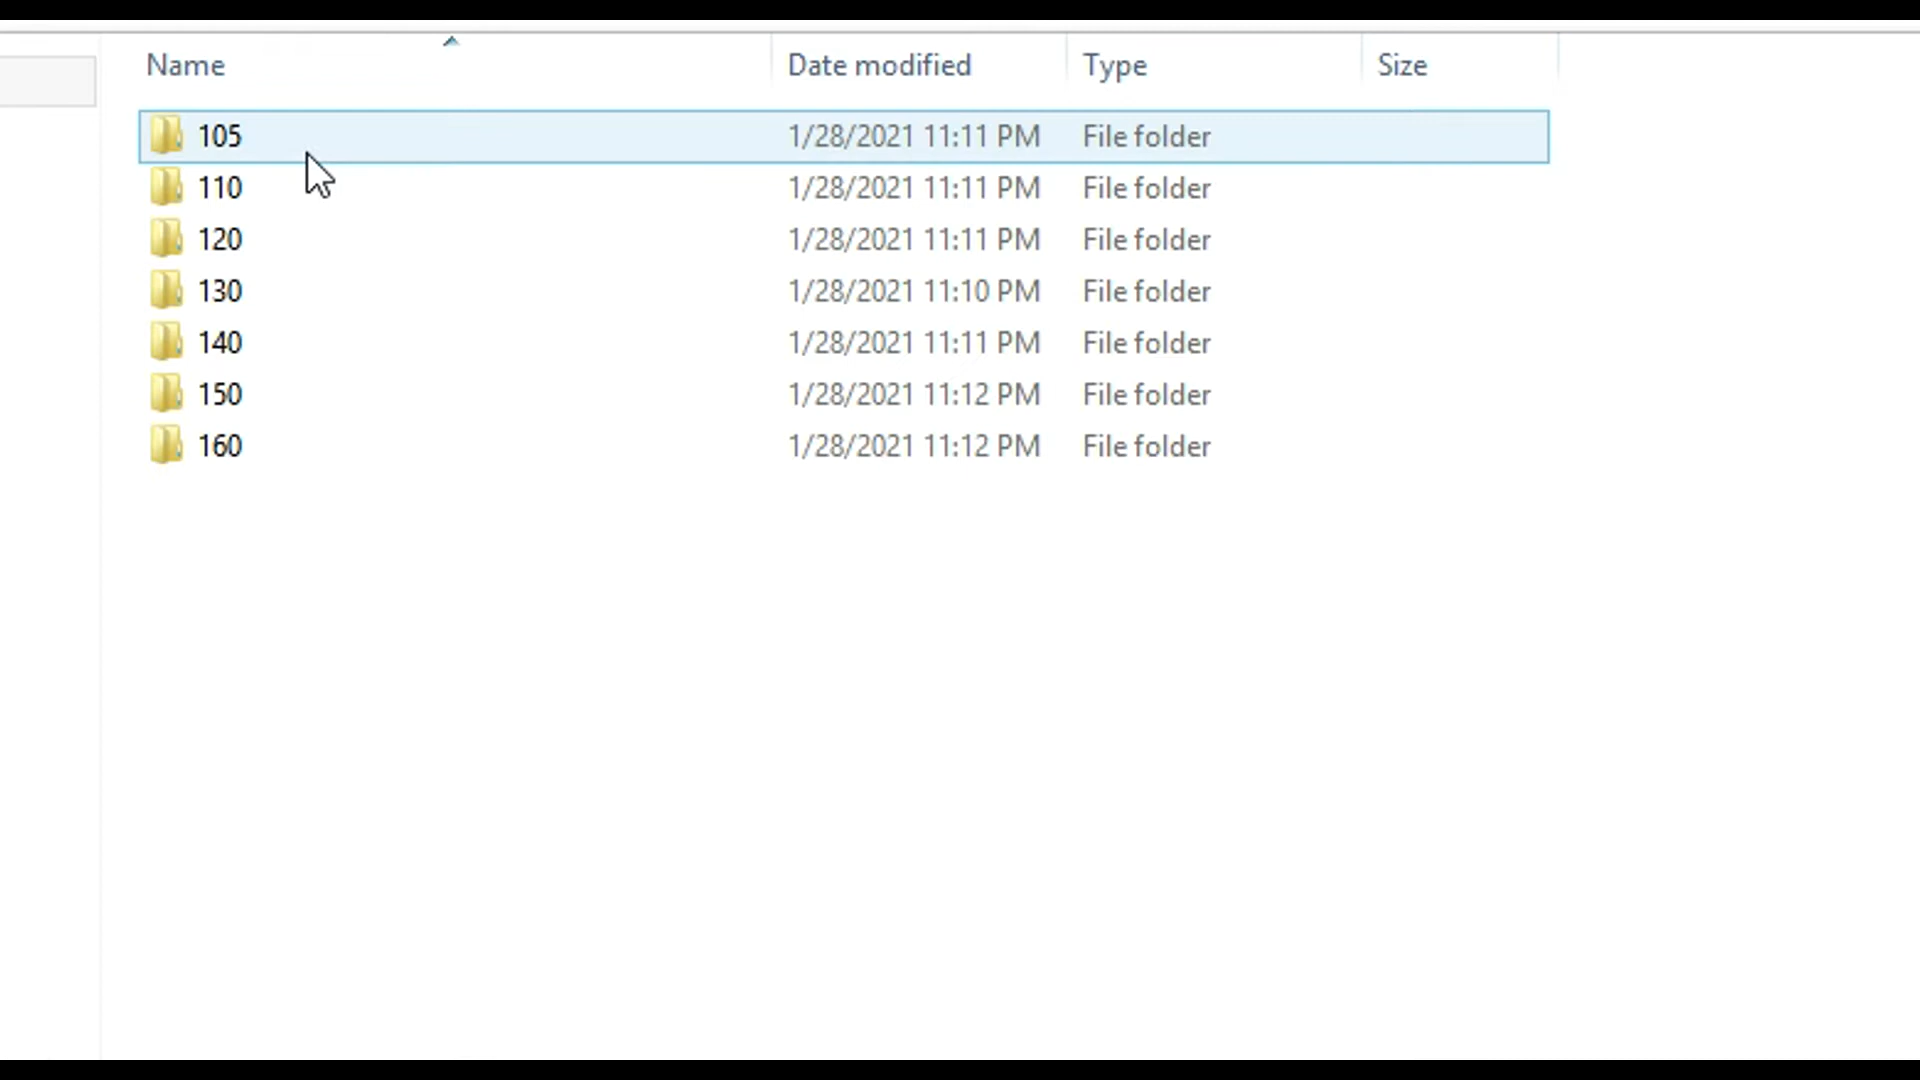 Name Date modified Type Size
105 1/28/2021 11:11 PM File folder
110 1/28/2021 11:11 PM File folder
120 1/28/2021 11:11 PM File folder
130 1/28/2021 11:10 PM File folder
140 1/28/2021 11:11 PM File folder
150 1/28/2021 11:12 PM File folder
160 1/28/2021 11:12 PM File folder